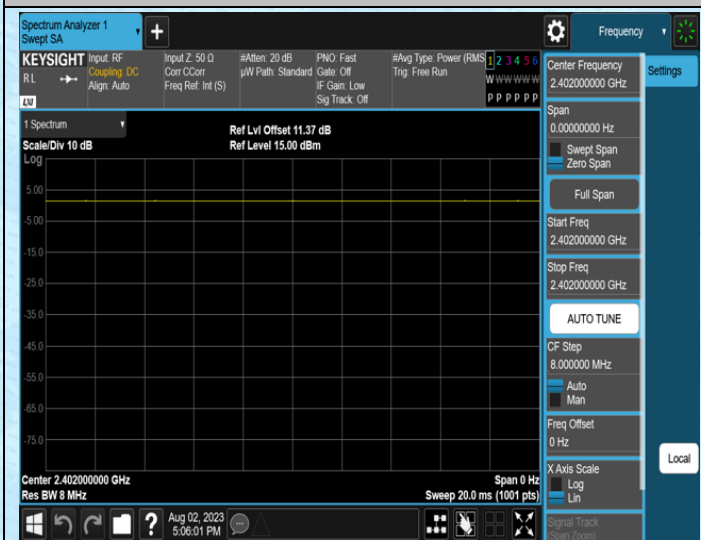 Spectrum Analyzer 1
Swept SA
+
Frequency
KEYSIGHT
RL
LXI
Input: RF
Coupling: DC
Align: Auto
Input Z: 50 Ω
Corr CCorr
Freq Ref: Int (S)
#Atten: 20 dB
µW Path: Standard
PNO: Fast
Gate: Off
IF Gain: Low
Sig Track: Off
#Avg Type: Power (RMS
Trig: Free Run
1 2 3 4 5 6
W W W W W W
P P P P P P
1 Spectrum
Scale/Div 10 dB
Log
Ref Lvl Offset 11.37 dB
Ref Level 15.00 dBm
5.00
-5.00
-15.0
-25.0
-35.0
-45.0
-55.0
-65.0
-75.0
Center 2.402000000 GHz
Res BW 8 MHz
Span 0 Hz
Sweep 20.0 ms (1001 pts)
Aug 02, 2023
5:06:01 PM
?
Center Frequency
2.402000000 GHz
Settings
Span
0.00000000 Hz
Swept Span
Zero Span
Full Span
Start Freq
2.402000000 GHz
Stop Freq
2.402000000 GHz
AUTO TUNE
CF Step
8.000000 MHz
Auto
Man
Freq Offset
0 Hz
X Axis Scale
Log
Lin
Local
Signal Track
(Span Zoom)